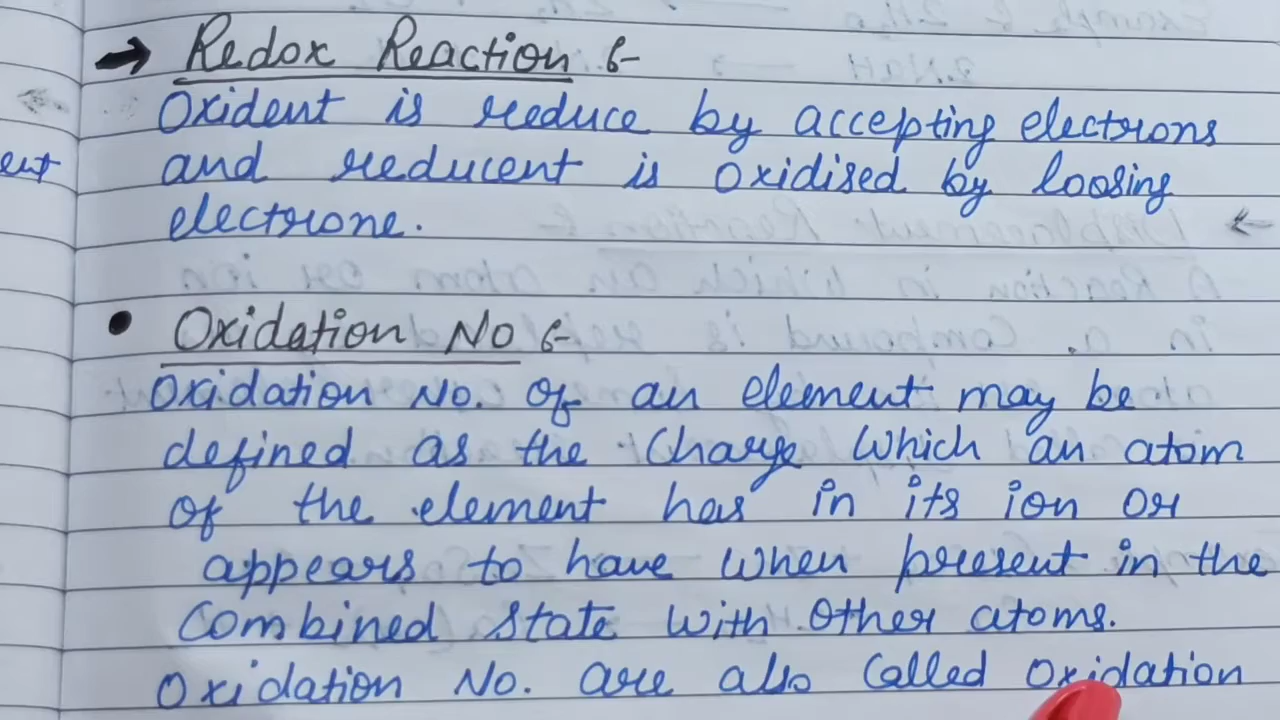 → Redox Reaction :-
Oxident is reduce by accepting electrons
and reducent is oxidised by loosing
electrone.
• Oxidation No :-
Oxidation No. of an element may be
defined as the Charge which an atom
of the element has in its ion or
appears to have when present in the
Combined State with other atoms.
Oxidation No. are also Called Oxidation